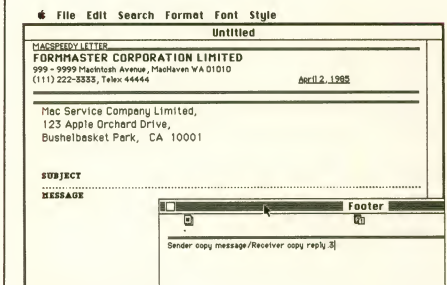 File Edit Search Format Font Style
Untitled
MACSPEEDY LETTER
FORMMASTER CORPORATION LIMITED
999 - 9999 Macintosh Avenue, MacHaven WA 01010
(111) 222-3333, Telex 44444 April 2, 1985
Mac Service Company Limited,
123 Apple Orchard Drive,
Bushelbasket Park, CA 10001
SUBJECT
MESSAGE
Footer
Sender copy message/Receiver copy reply .3